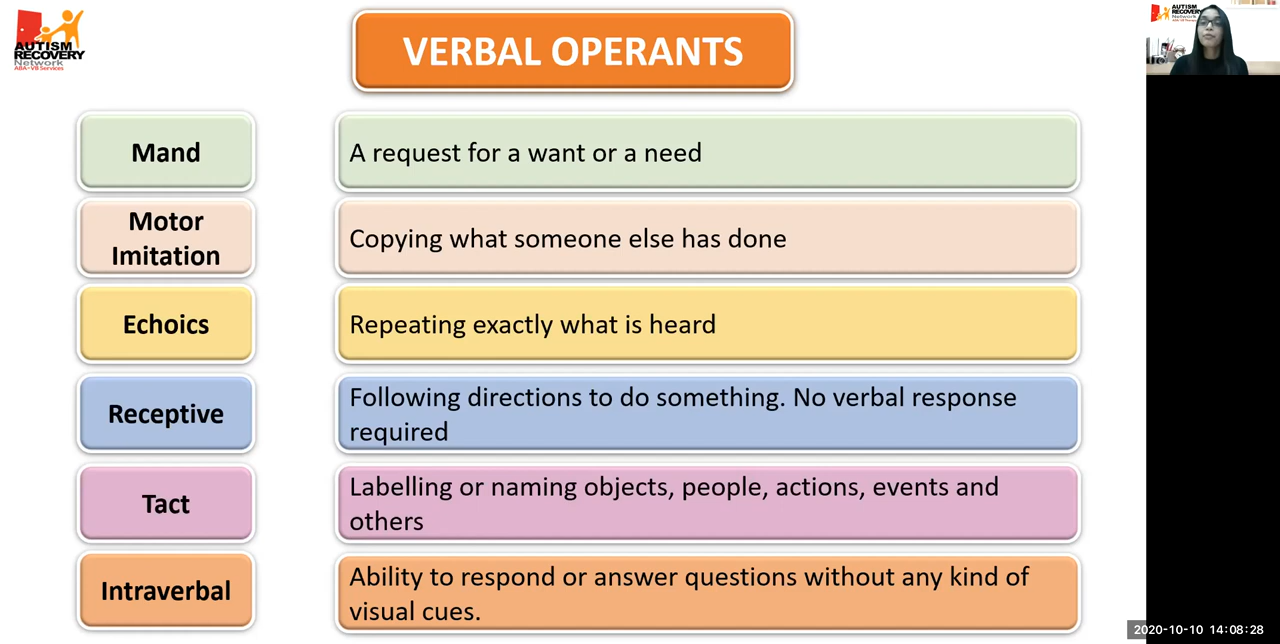 AUTISM
RECOVERY
Network
ABA - VB Services
VERBAL OPERANTS
AUTISM
RECOVERY
Network
Mand
A request for a want or a need
Motor
Imitation
Copying what someone else has done
Echoics
Repeating exactly what is heard
Receptive
Following directions to do something. No verbal response
required
Tact
Labelling or naming objects, people, actions, events and
others
Intraverbal
Ability to respond or answer questions without any kind of
visual cues.
2020-10-10 14:08:28